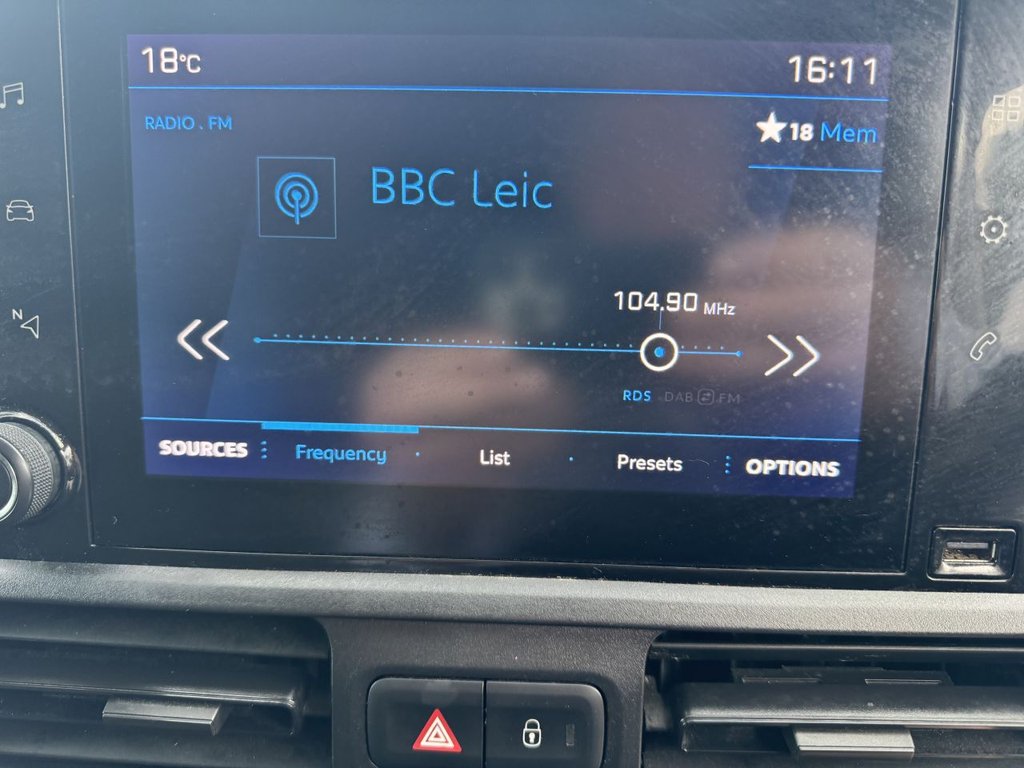 18°C
16:11
RADIO . FM
★18 Mem
BBC Leic
104.90 MHz
RDS DAB FM
SOURCES Frequency List Presets OPTIONS
N